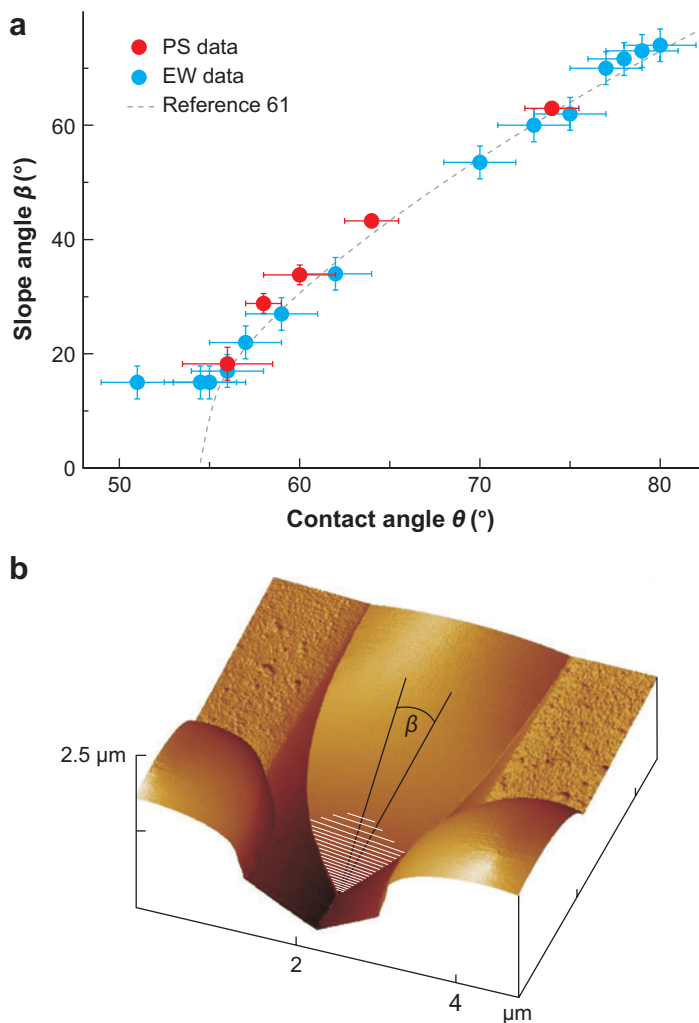 a
PS data
EW data
Reference 61
Slope angle β (°)
60
40
20
0
50
60
70
80
Contact angle θ (°)
b
β
2.5 µm
2
4
µm